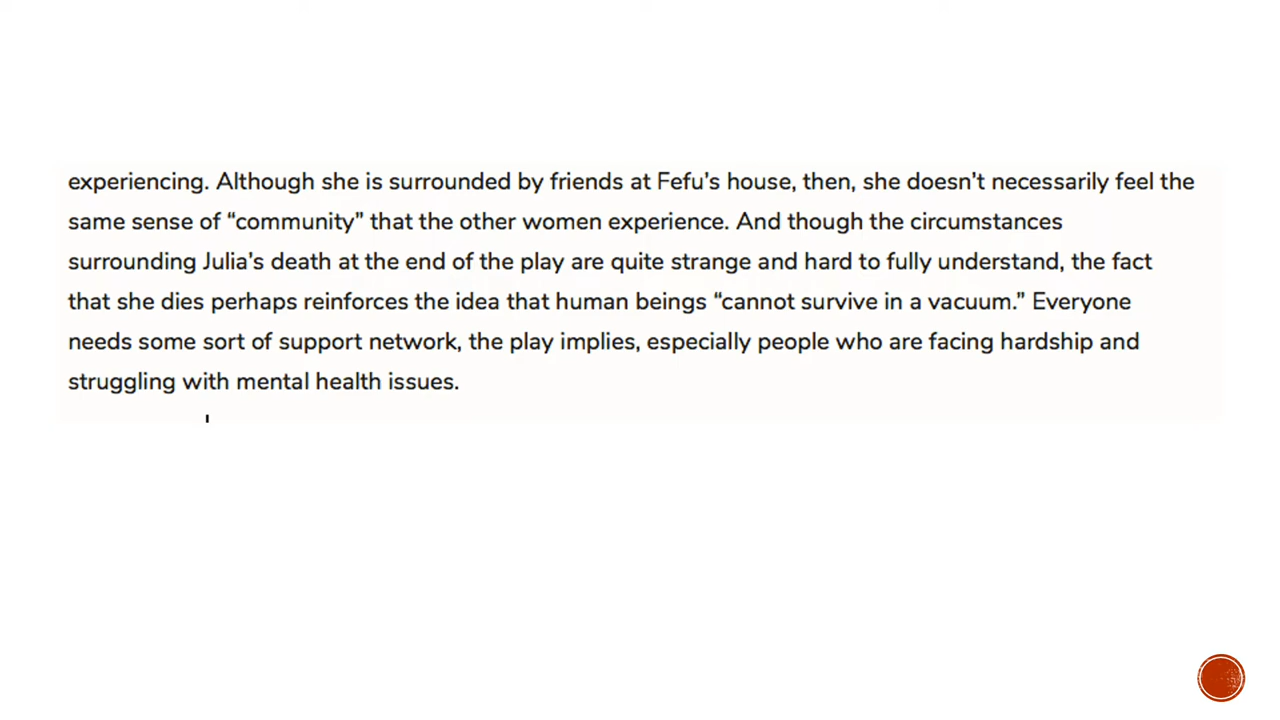 experiencing. Although she is surrounded by friends at Fefu’s house, then, she doesn’t necessarily feel the
same sense of “community” that the other women experience. And though the circumstances
surrounding Julia’s death at the end of the play are quite strange and hard to fully understand, the fact
that she dies perhaps reinforces the idea that human beings “cannot survive in a vacuum.” Everyone
needs some sort of support network, the play implies, especially people who are facing hardship and
struggling with mental health issues.